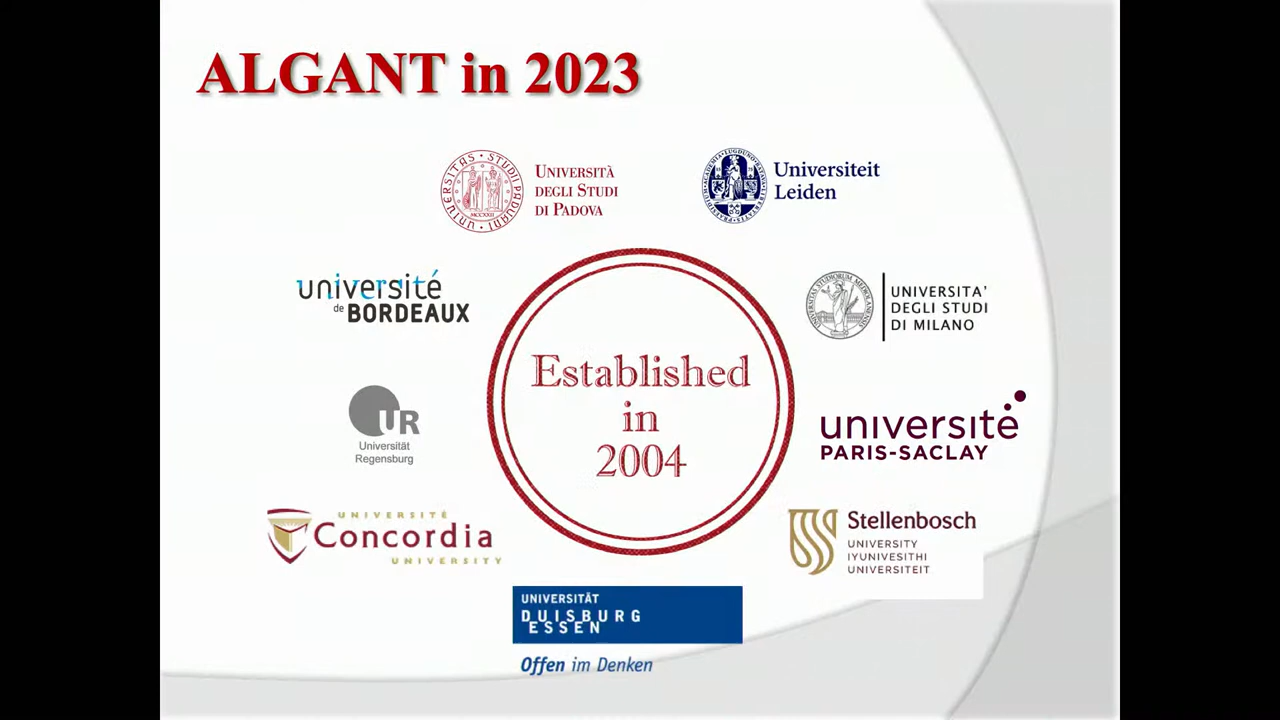 ALGANT in 2023
UNIVERSITÀ
DEGLI STUDI
DI PADOVA
Universiteit
Leiden
université
de BORDEAUX
UNIVERSITA'
DEGLI STUDI
DI MILANO
Established
in
2004
UR
Universität
Regensburg
université
PARIS-SACLAY
UNIVERSITÉ
Concordia
UNIVERSITY
Stellenbosch
UNIVERSITY
IYUNIVESITHI
UNIVERSITEIT
UNIVERSITÄT
DUISBURG
ESSEN
Offen im Denken